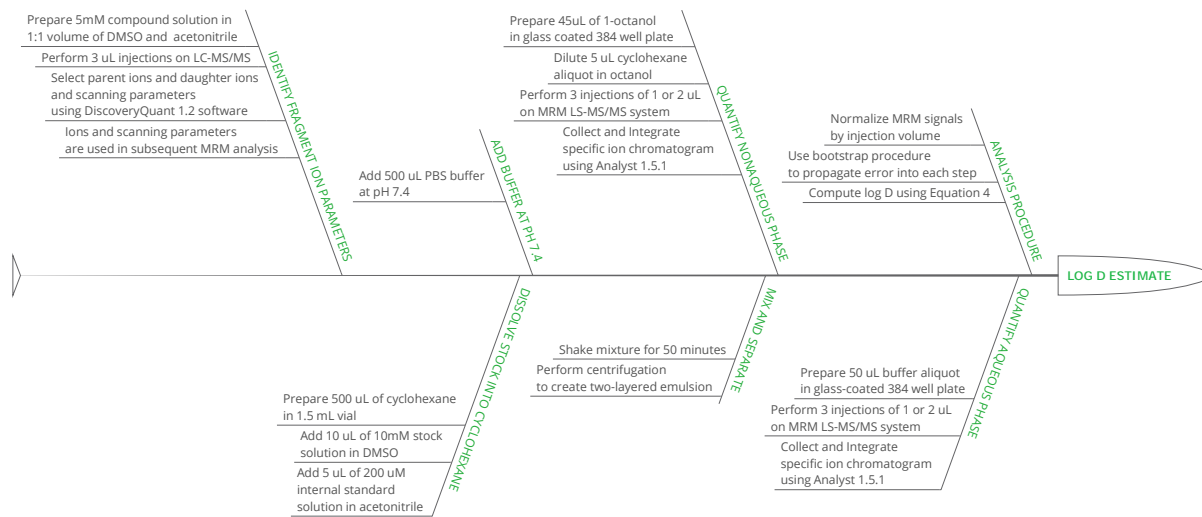 Prepare 5mM compound solution in
1:1 volume of DMSO and acetonitrile
Perform 3 uL injections on LC-MS/MS
Select parent ions and daughter ions
and scanning parameters
using DiscoveryQuant 1.2 software
Ions and scanning parameters
are used in subsequent MRM analysis
IDENTIFY FRAGMENT ION PARAMETERS
Add 500 uL PBS buffer
at pH 7.4
ADD BUFFER AT PH 7.4
Prepare 45uL of 1-octanol
in glass coated 384 well plate
Dilute 5 uL cyclohexane
aliquot in octanol
Perform 3 injections of 1 or 2 uL
on MRM LS-MS/MS system
Collect and Integrate
specific ion chromatogram
using Analyst 1.5.1
QUANTIFY NONAQUEOUS PHASE
Normalize MRM signals
by injection volume
Use bootstrap procedure
to propagate error into each step
Compute log D using Equation 4
ANALYSIS PROCEDURE
LOG D ESTIMATE
Prepare 500 uL of cyclohexane
in 1.5 mL vial
Add 10 uL of 10mM stock
solution in DMSO
Add 5 uL of 200 uM
internal standard
solution in acetonitrile
DISSOLVE STOCK INTO CYCLOHEXANE
Shake mixture for 50 minutes
Perform centrifugation
to create two-layered emulsion
MIX AND SEPARATE
Prepare 50 uL buffer aliquot
in glass-coated 384 well plate
Perform 3 injections of 1 or 2 uL
on MRM LS-MS/MS system
Collect and Integrate
specific ion chromatogram
using Analyst 1.5.1
QUANTIFY AQUEOUS PHASE